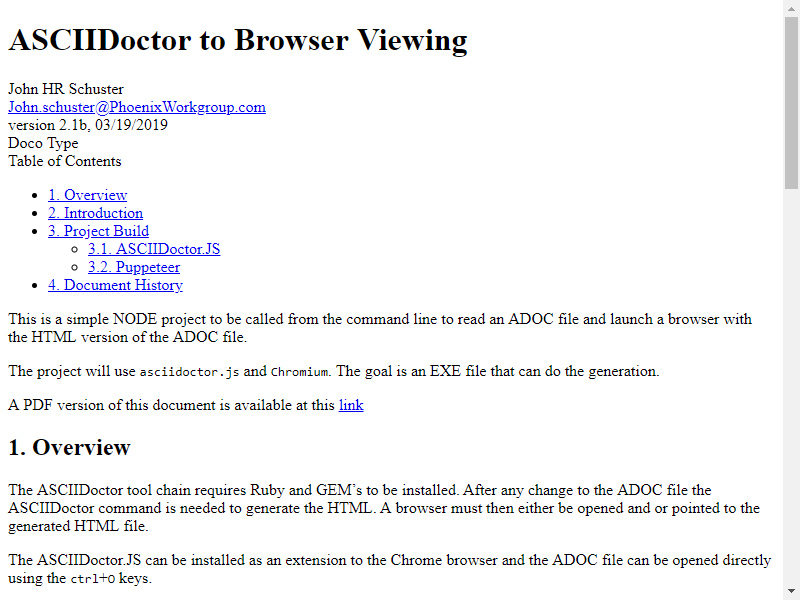 ASCIIDoctor to Browser Viewing
John HR Schuster
John.schuster@PhoenixWorkgroup.com
version 2.1b, 03/19/2019
Doco Type
Table of Contents
1. Overview
2. Introduction
3. Project Build
3.1. ASCIIDoctor.JS
3.2. Puppeteer
4. Document History
This is a simple NODE project to be called from the command line to read an ADOC file and launch a browser with
the HTML version of the ADOC file.
The project will use asciidoctor.js and Chromium. The goal is an EXE file that can do the generation.
A PDF version of this document is available at this link
1. Overview
The ASCIIDoctor tool chain requires Ruby and GEM’s to be installed. After any change to the ADOC file the
ASCIIDoctor command is needed to generate the HTML. A browser must then either be opened and or pointed to the
generated HTML file.
The ASCIIDoctor.JS can be installed as an extension to the Chrome browser and the ADOC file can be opened directly
using the ctrl+O keys.